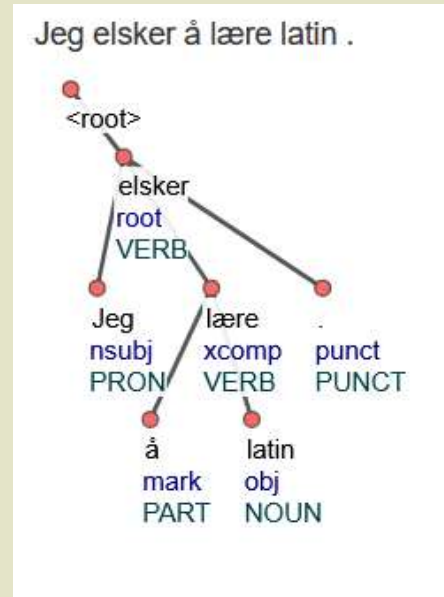 Jeg elsker å lære latin .
<root>
elsker
root
VERB
Jeg lære .
nsubj xcomp punct
PRON VERB PUNCT
å latin
mark obj
PART NOUN